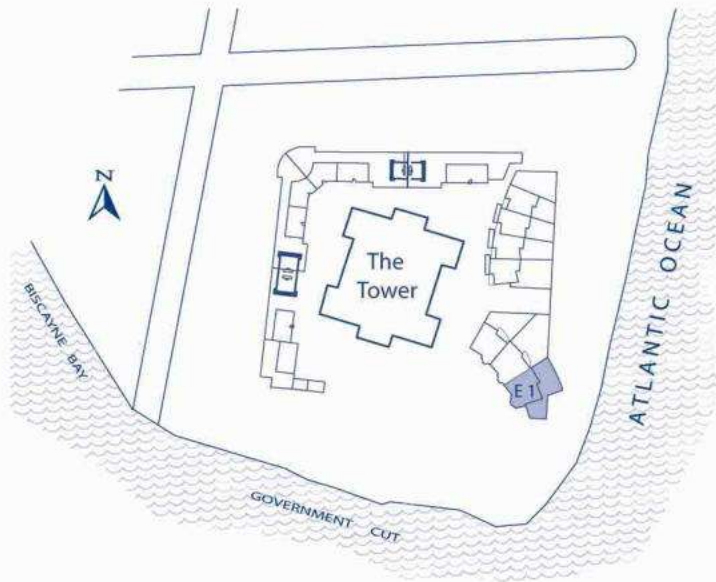 N
The
Tower
E 1
BISCAYNE BAY
GOVERNMENT CUT
ATLANTIC OCEAN